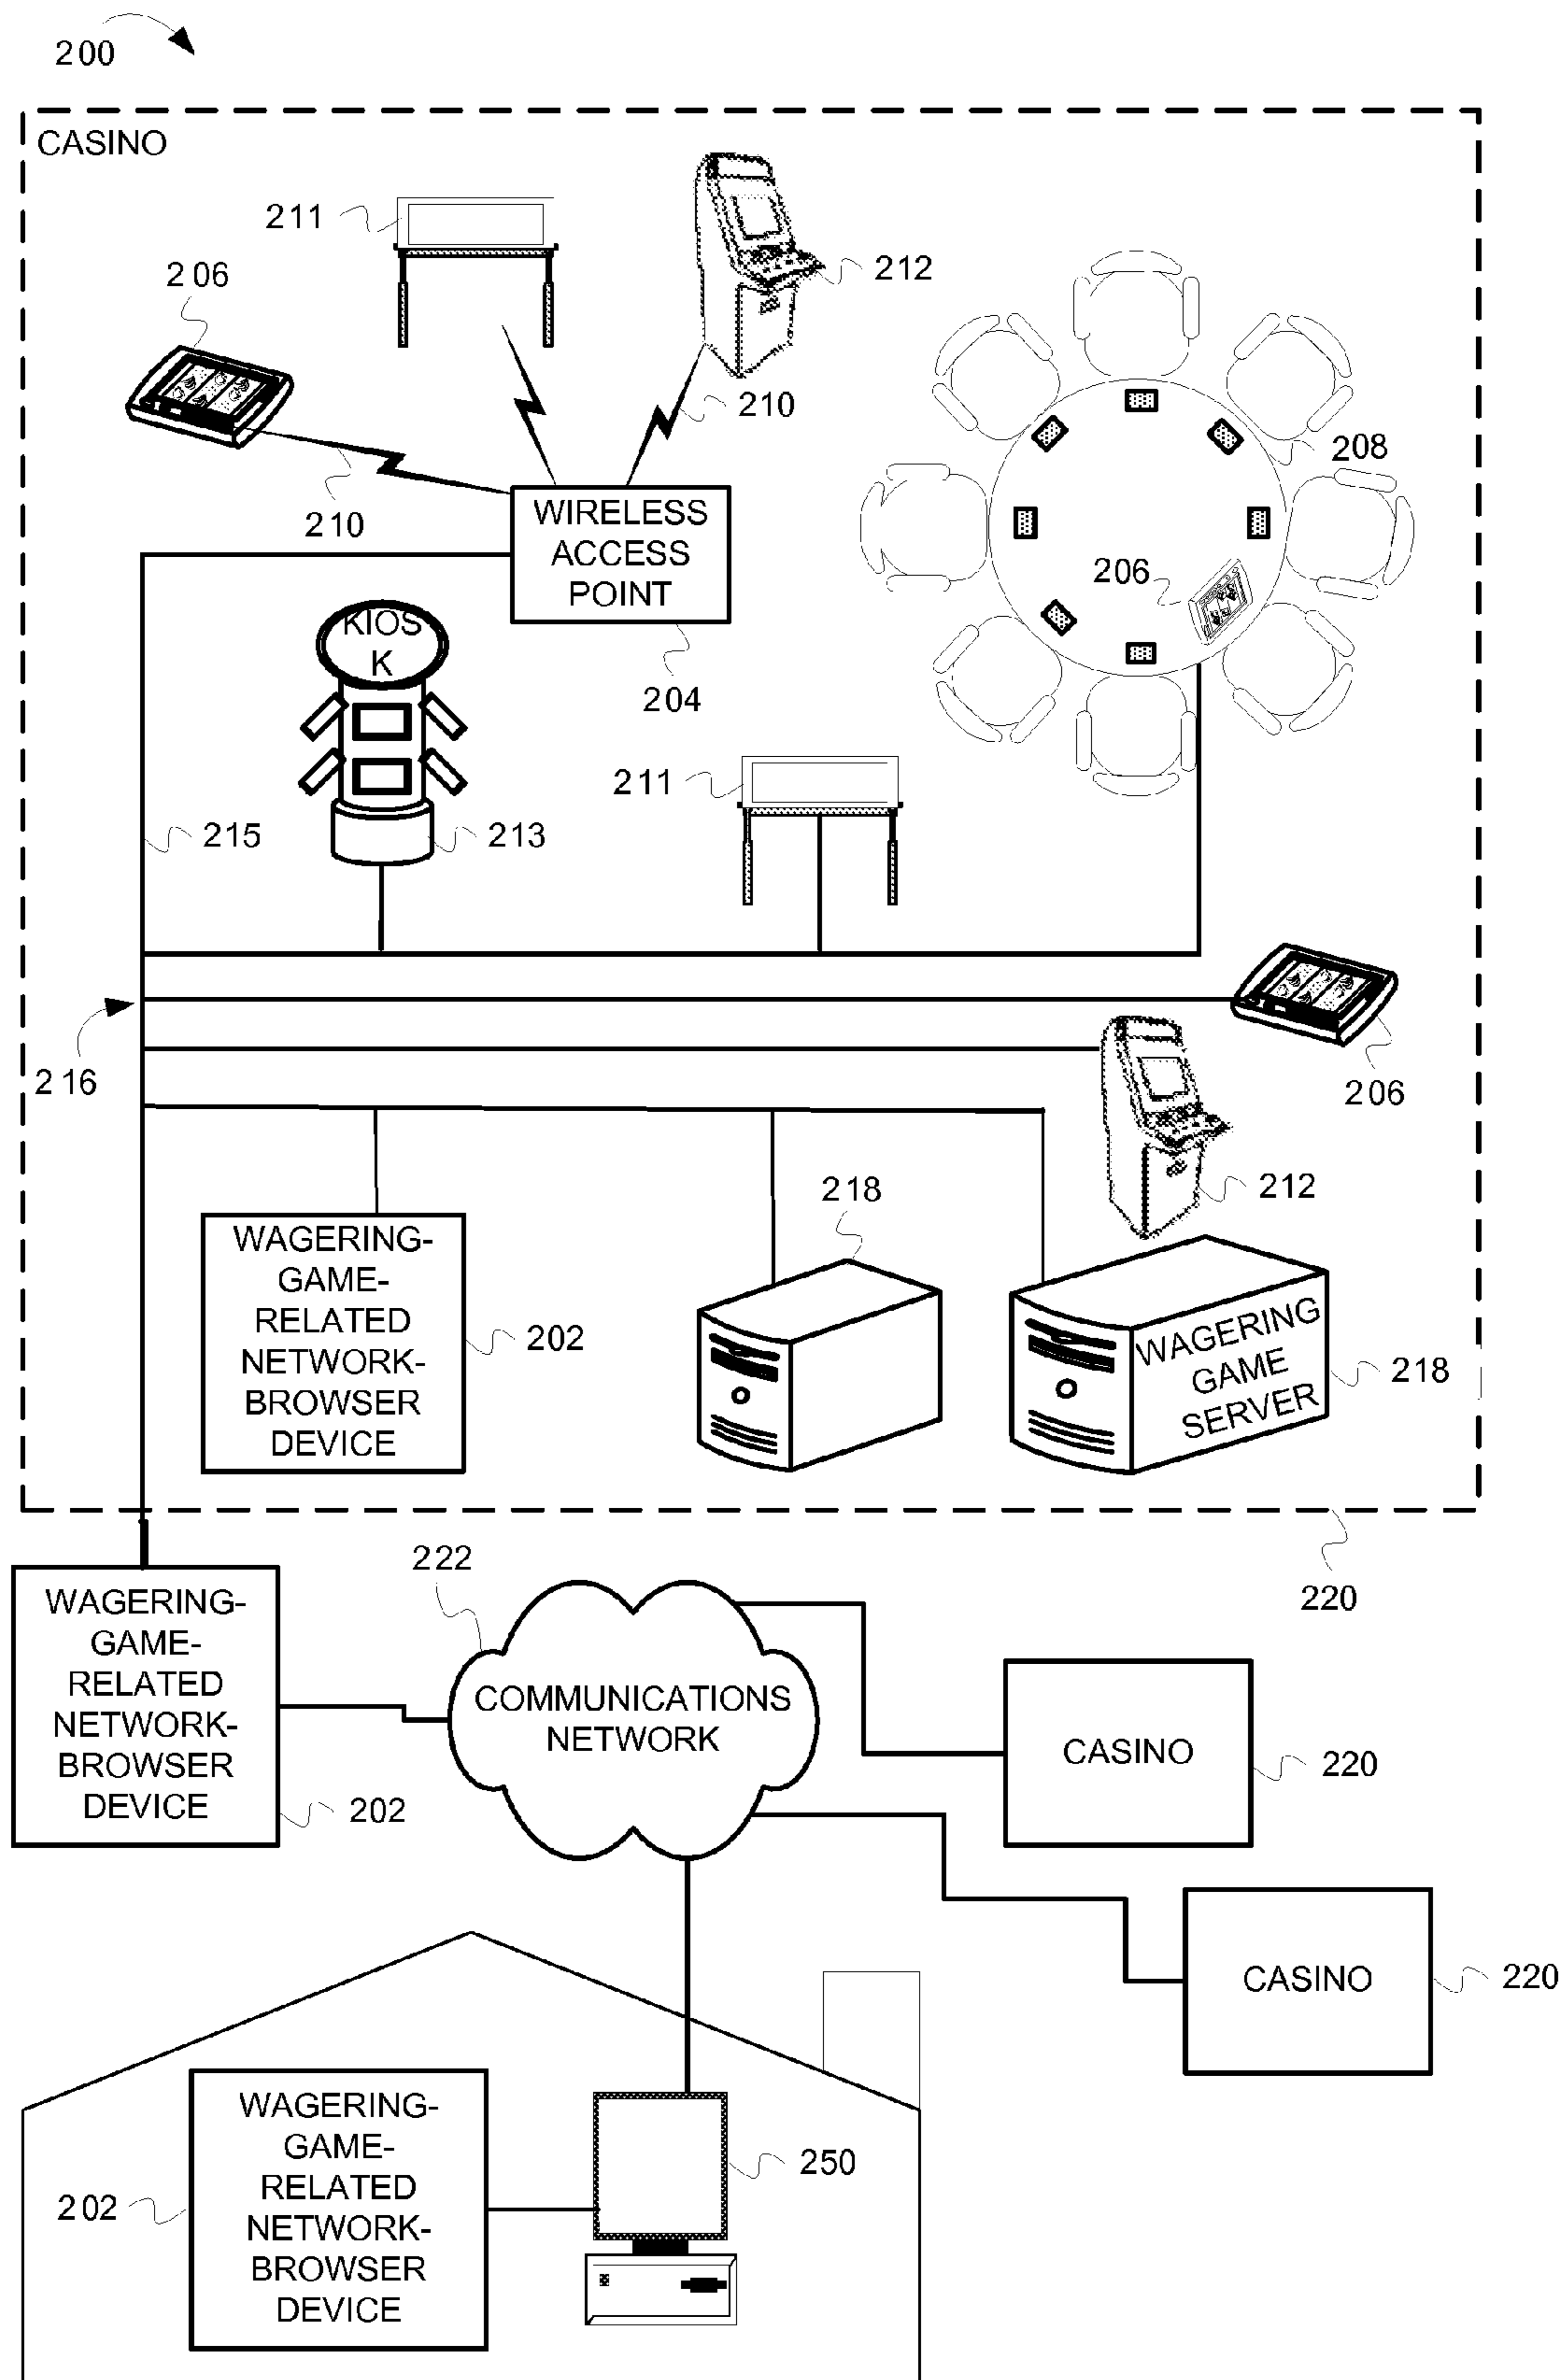 200
CASINO
211
212
206
210
208
210
WIRELESS
ACCESS
POINT
206
KIOS
K
204
211
215
213
216
206
212
218
WAGERING-
GAME-
RELATED
NETWORK-
BROWSER
DEVICE
202
WAGERING
GAME
SERVER
218
222
220
WAGERING-
GAME-
RELATED
NETWORK-
BROWSER
DEVICE
202
COMMUNICATIONS
NETWORK
CASINO
220
CASINO
220
WAGERING-
GAME-
RELATED
NETWORK-
BROWSER
DEVICE
202
250